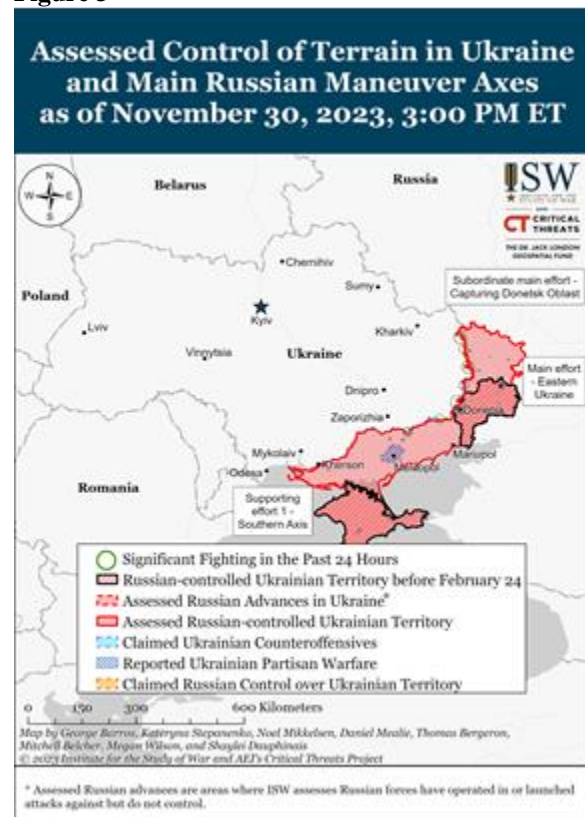 Assessed Control of Terrain in Ukraine
and Main Russian Maneuver Axes
as of November 30, 2023, 3:00 PM ET
N
W E
S
Belarus
Russia
ISW
CT CRITICAL
THREATS
Chernihiv
Sumy
Subordinate main effort -
Capturing Donetsk Oblast
Poland
Lviv
Kyiv
Kharkiv
Vinnytsia
Ukraine
Main effort
- Eastern
Ukraine
Dnipro
Donetsk
Zaporizhia
Mykolaiv
Kherson
Melitopol
Mariupol
Odesa
Romania
Supporting
effort 1 -
Southern Axis
Significant Fighting in the Past 24 Hours
Russian-controlled Ukrainian Territory before February 24
Assessed Russian Advances in Ukraine*
Assessed Russian-controlled Ukrainian Territory
Claimed Ukrainian Counteroffensives
Reported Ukrainian Partisan Warfare
Claimed Russian Control over Ukrainian Territory
0 150 300 600 Kilometers
Map by George Barros, Kateryna Stepanenko, Noel Mikkelsen, Daniel Mealie, Thomas Bergeron,
Mitchell Belcher, Megan Wilson, and Shaylei Dauphinais
© 2023 Institute for the Study of War and AEI's Critical Threats Project
* Assessed Russian advances are areas where ISW assesses Russian forces have operated in or launched
attacks against but do not control.